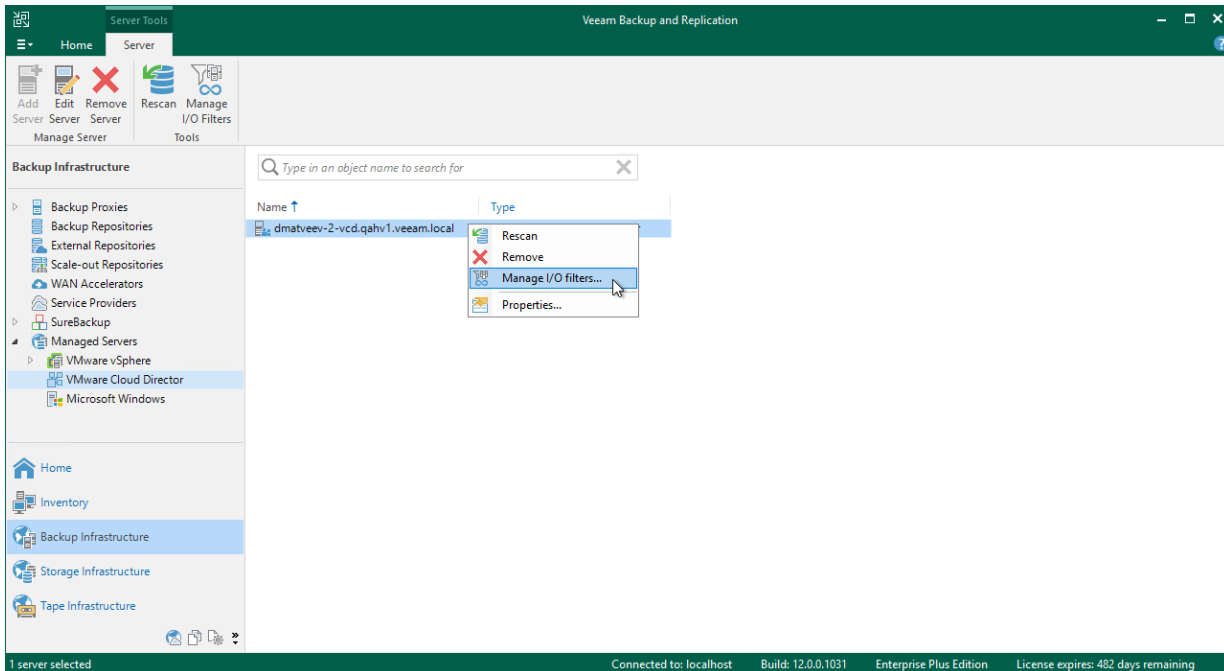 Server Tools
Veeam Backup and Replication
Home
Server
Add Server
Edit Server
Remove Server
Rescan
Manage I/O Filters
Manage Server
Tools
Backup Infrastructure
Type in an object name to search for
Backup Proxies
Backup Repositories
External Repositories
Scale-out Repositories
WAN Accelerators
Service Providers
SureBackup
Managed Servers
VMware vSphere
VMware Cloud Director
Microsoft Windows
Name
Type
dmatveev-2-vcd.qahv1.veeam.local
Rescan
Remove
Manage I/O filters...
Properties...
Home
Inventory
Backup Infrastructure
Storage Infrastructure
Tape Infrastructure
1 server selected
Connected to: localhost
Build: 12.0.0.1031
Enterprise Plus Edition
License expires: 482 days remaining